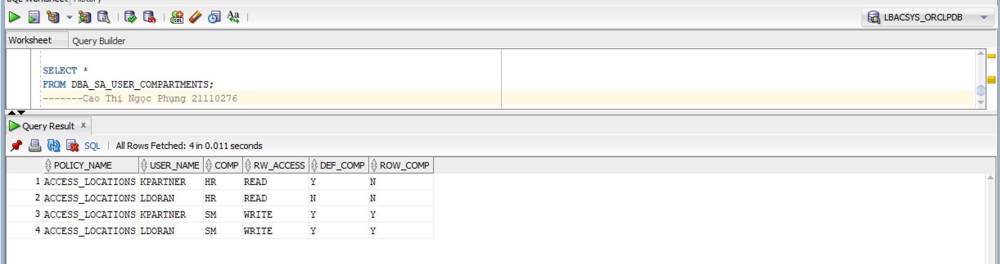 SQL Worksheet History
LBACSYS_ORCLPDB
Worksheet Query Builder
SELECT *
FROM DBA_SA_USER_COMPARTMENTS;
-------Cao Thị Ngọc Phụng 21110276
Query Result x
SQL | All Rows Fetched: 4 in 0.011 seconds
POLICY_NAME USER_NAME COMP RW_ACCESS DEF_COMP ROW_COMP
1 ACCESS_LOCATIONS KPARTNER HR READ Y N
2 ACCESS_LOCATIONS LDORAN HR READ N N
3 ACCESS_LOCATIONS KPARTNER SM WRITE Y Y
4 ACCESS_LOCATIONS LDORAN SM WRITE Y Y